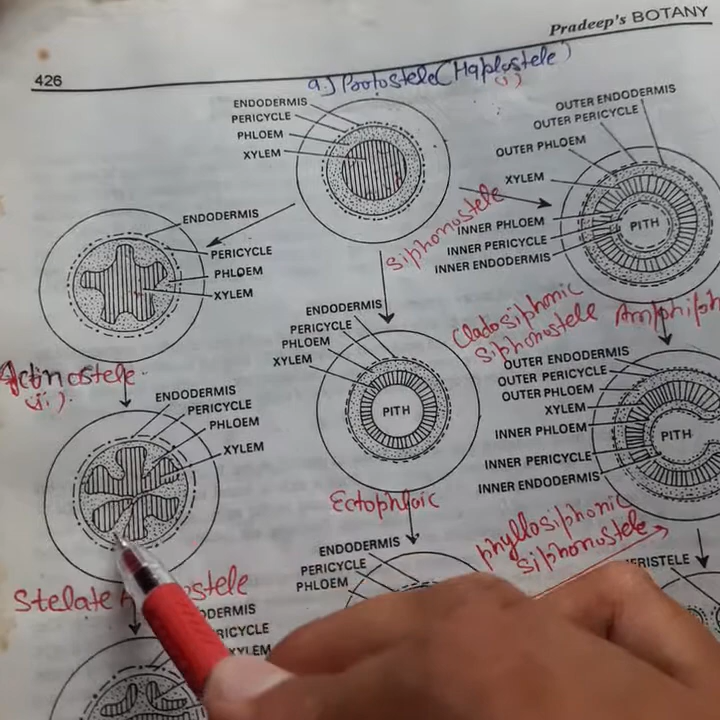 Pradeep's BOTANY
426
a.) Protostele (Haplostele)
(i)
ENDODERMIS
PERICYCLE
PHLOEM
XYLEM
OUTER ENDODERMIS
OUTER PERICYCLE
OUTER PHLOEM
XYLEM
INNER PHLOEM
INNER PERICYCLE
INNER ENDODERMIS
PITH
Siphonostele
ENDODERMIS
PERICYCLE
PHLOEM
XYLEM
Actinostele
(ii)
ENDODERMIS
PERICYCLE
PHLOEM
XYLEM
PITH
Ectophloic
Cladosiphonic
Siphonostele
OUTER ENDODERMIS
OUTER PERICYCLE
OUTER PHLOEM
XYLEM
INNER PHLOEM
INNER PERICYCLE
INNER ENDODERMIS
PITH
ENDODERMIS
PERICYCLE
PHLOEM
XYLEM
Stelate
ENDODERMIS
PERICYCLE
PHLOEM
phyllosiphonic
Siphonostele
XYLEM